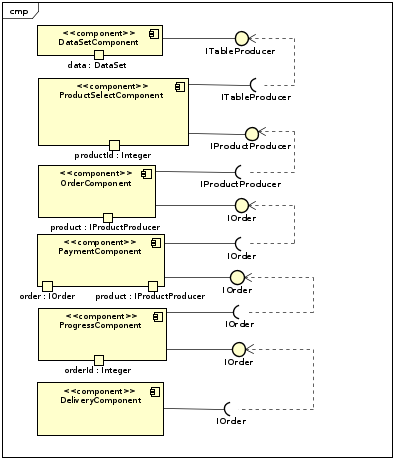 cmp
<<component>>
DataSetComponent
ITableProducer
data : DataSet
<<component>>
ProductSelectComponent
ITableProducer
IProductProducer
productId : Integer
<<component>>
OrderComponent
IProductProducer
IOrder
product : IProductProducer
<<component>>
PaymentComponent
IOrder
order : IOrder
product : IProductProducer
IOrder
<<component>>
ProgressComponent
IOrder
IOrder
orderId : Integer
<<component>>
DeliveryComponent
IOrder